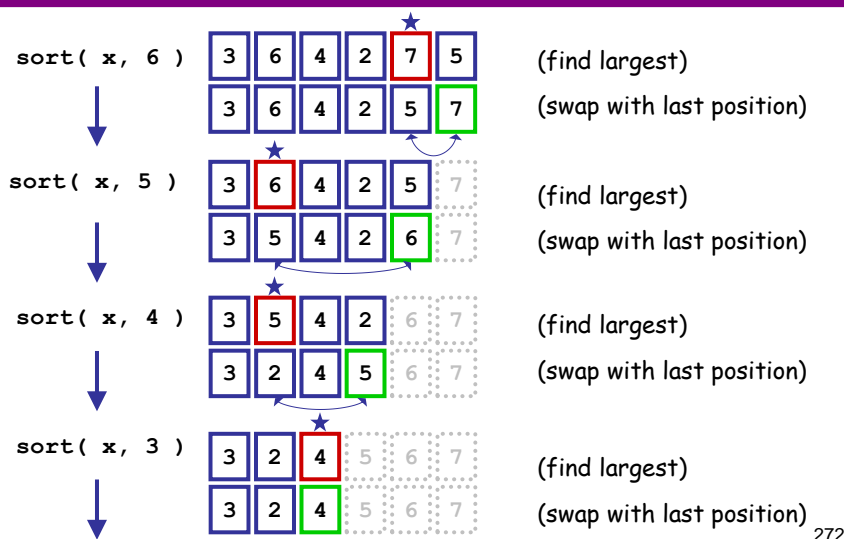 sort( x, 6 ) 3 6 4 2 7 5 (find largest)
3 6 4 2 5 7 (swap with last position)
sort( x, 5 ) 3 6 4 2 5 7 (find largest)
3 5 4 2 6 7 (swap with last position)
sort( x, 4 ) 3 5 4 2 6 7 (find largest)
3 2 4 5 6 7 (swap with last position)
sort( x, 3 ) 3 2 4 5 6 7 (find largest)
3 2 4 5 6 7 (swap with last position)
272